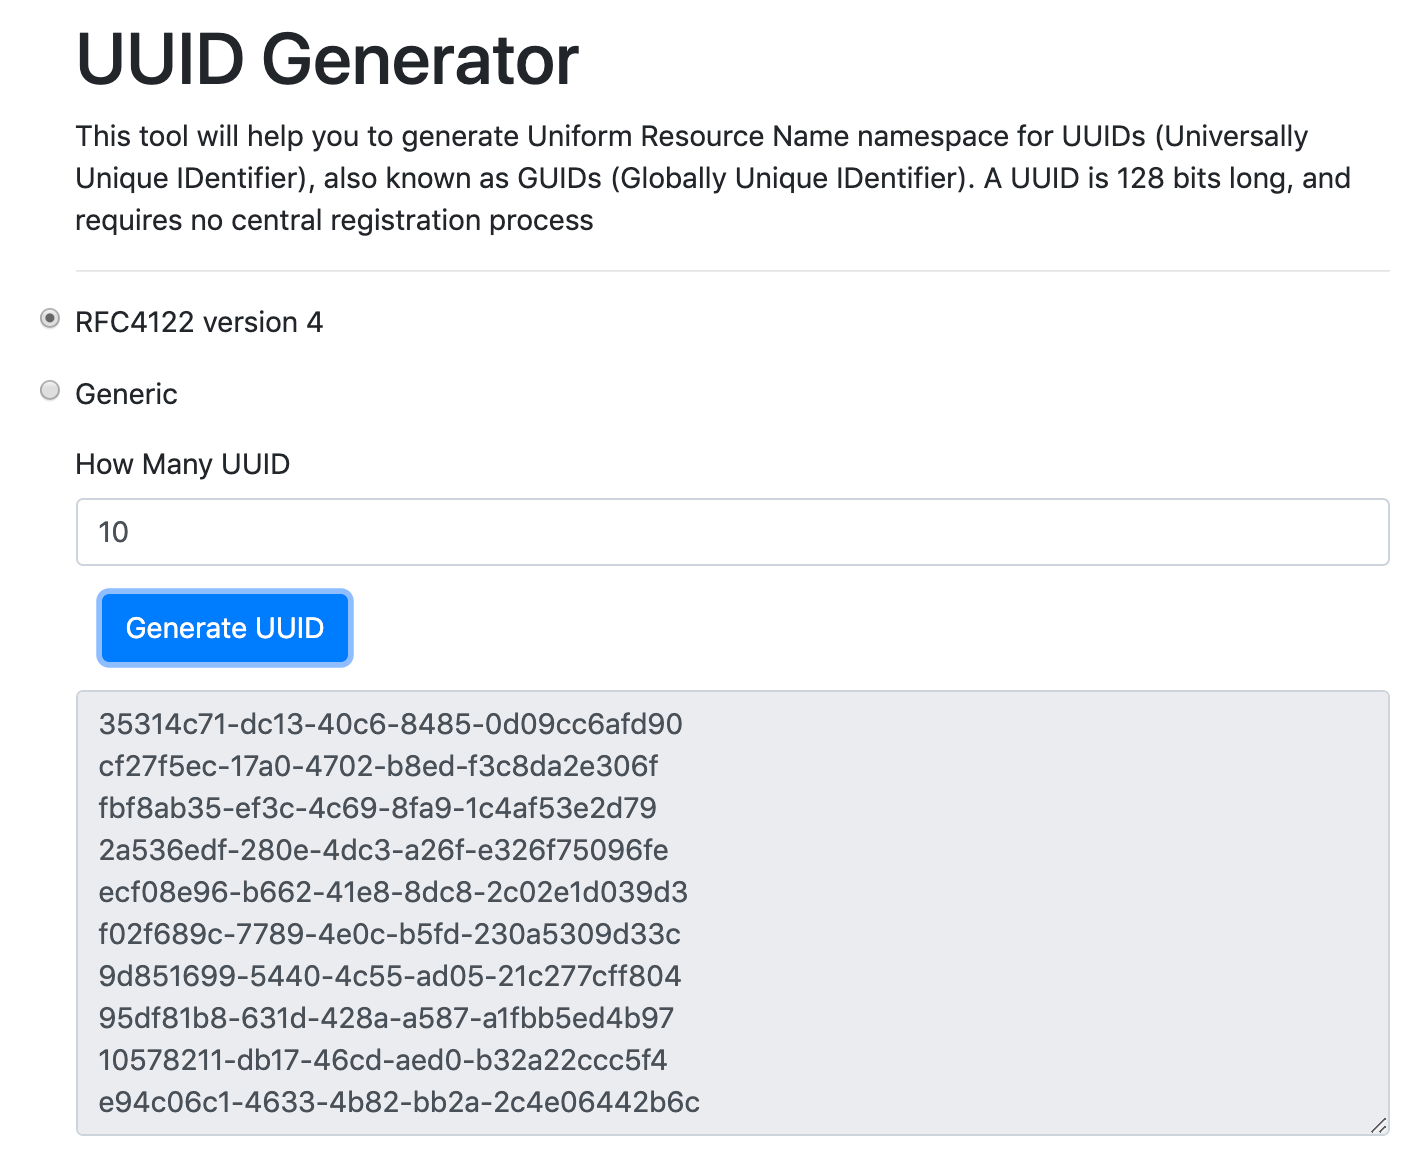 UUID Generator
This tool will help you to generate Uniform Resource Name namespace for UUIDs (Universally
Unique IDentifier), also known as GUIDs (Globally Unique IDentifier). A UUID is 128 bits long, and
requires no central registration process
RFC4122 version 4
Generic
How Many UUID
10
Generate UUID
35314c71-dc13-40c6-8485-0d09cc6afd90
cf27f5ec-17a0-4702-b8ed-f3c8da2e306f
fbf8ab35-ef3c-4c69-8fa9-1c4af53e2d79
2a536edf-280e-4dc3-a26f-e326f75096fe
ecf08e96-b662-41e8-8dc8-2c02e1d039d3
f02f689c-7789-4e0c-b5fd-230a5309d33c
9d851699-5440-4c55-ad05-21c277cff804
95df81b8-631d-428a-a587-a1fbb5ed4b97
10578211-db17-46cd-aed0-b32a22ccc5f4
e94c06c1-4633-4b82-bb2a-2c4e06442b6c